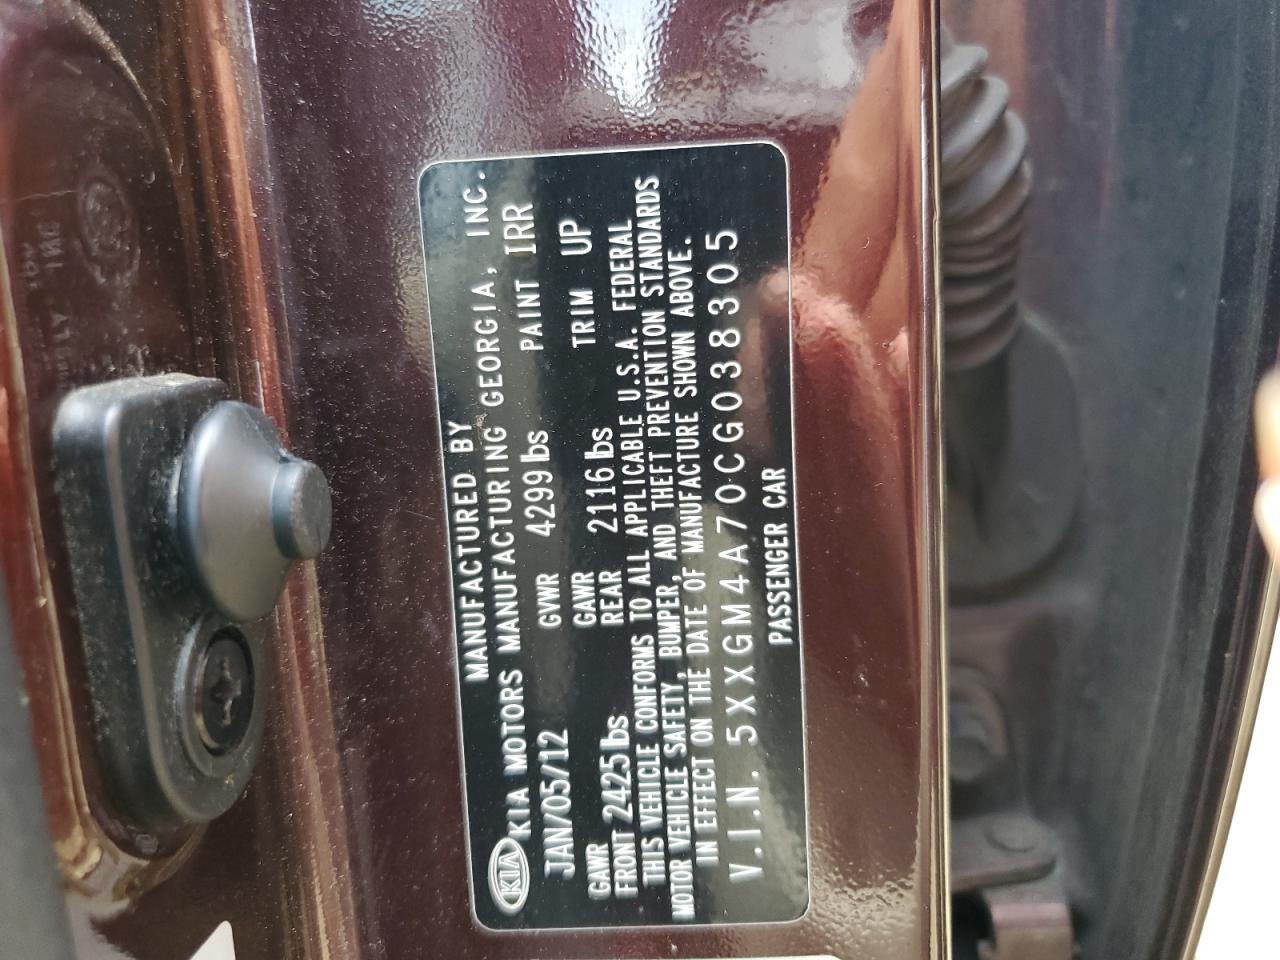 MANUFACTURED BY
KIA KIA MOTORS MANUFACTURING GEORGIA, INC.
JAN/05/12 GVWR 4299 lbs PAINT IRR
GAWR FRONT 2425 lbs GAWR REAR 2116 lbs TRIM UP
THIS VEHICLE CONFORMS TO ALL APPLICABLE U.S.A. FEDERAL
MOTOR VEHICLE SAFETY, BUMPER, AND THEFT PREVENTION STANDARDS
IN EFFECT ON THE DATE OF MANUFACTURE SHOWN ABOVE.
V.I.N. 5XXGM4A70CG038305
PASSENGER CAR